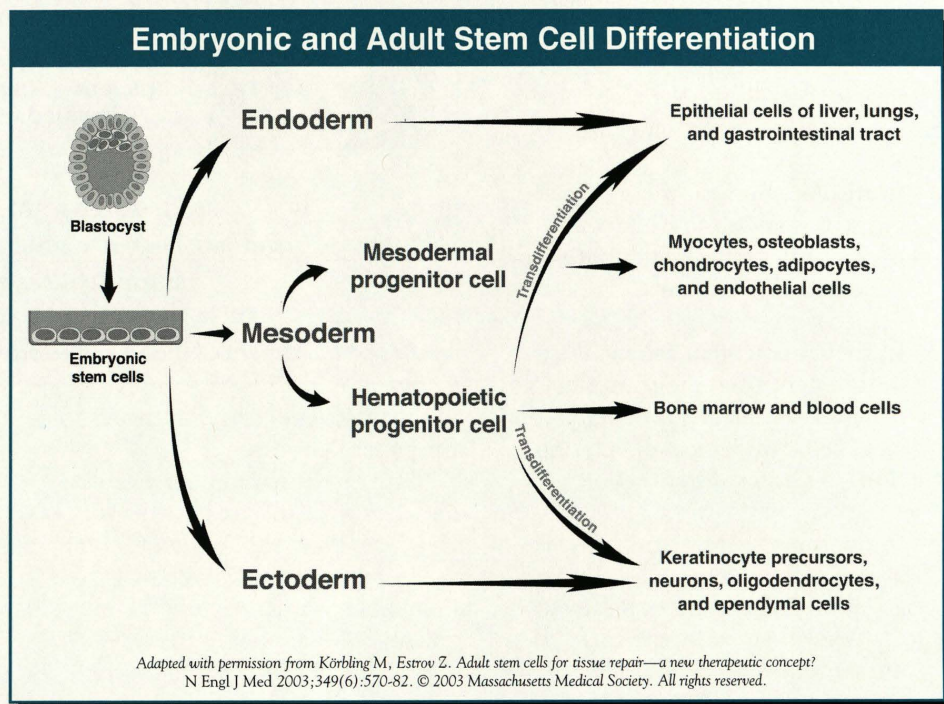 Embryonic and Adult Stem Cell Differentiation
Blastocyst
Embryonic
stem cells
Endoderm
Mesoderm
Ectoderm
Mesodermal
progenitor cell
Hematopoietic
progenitor cell
Transdifferentiation
Transdifferentiation
Epithelial cells of liver, lungs,
and gastrointestinal tract
Myocytes, osteoblasts,
chondrocytes, adipocytes,
and endothelial cells
Bone marrow and blood cells
Keratinocyte precursors,
neurons, oligodendrocytes,
and ependymal cells
Adapted with permission from Körbling M, Estrov Z. Adult stem cells for tissue repair—a new therapeutic concept?
N Engl J Med 2003;349(6):570-82. © 2003 Massachusetts Medical Society. All rights reserved.